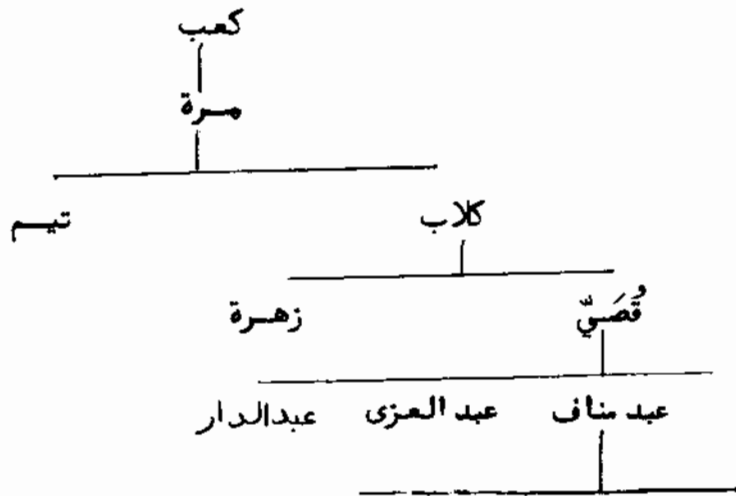 كعب
مرة
كلاب
تيم
قُصَيّ
زهرة
عبد مناف
عبد العزى
عبدالدار